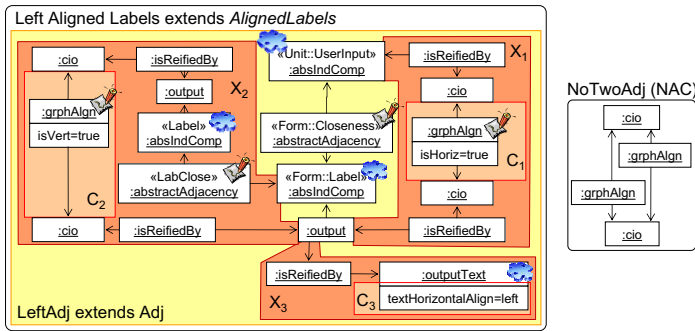 Left Aligned Labels extends AlignedLabels
:cio
:isReifiedBy
X2
:output
:grphAlgn
isVert=true
«Label»
:absIndComp
«LabClose»
:abstractAdjacency
C2
:cio
:isReifiedBy
«Unit::UserInput»
:absIndComp
«Form::Closeness»
:abstractAdjacency
«Form::Label»
:absIndComp
:output
:isReifiedBy
X1
:cio
:grphAlgn
isHoriz=true
C1
:cio
:isReifiedBy
:isReifiedBy
X3
:outputText
C3
textHorizontalAlign=left
LeftAdj extends Adj
NoTwoAdj (NAC)
:cio
:grphAlgn
:grphAlgn
:cio